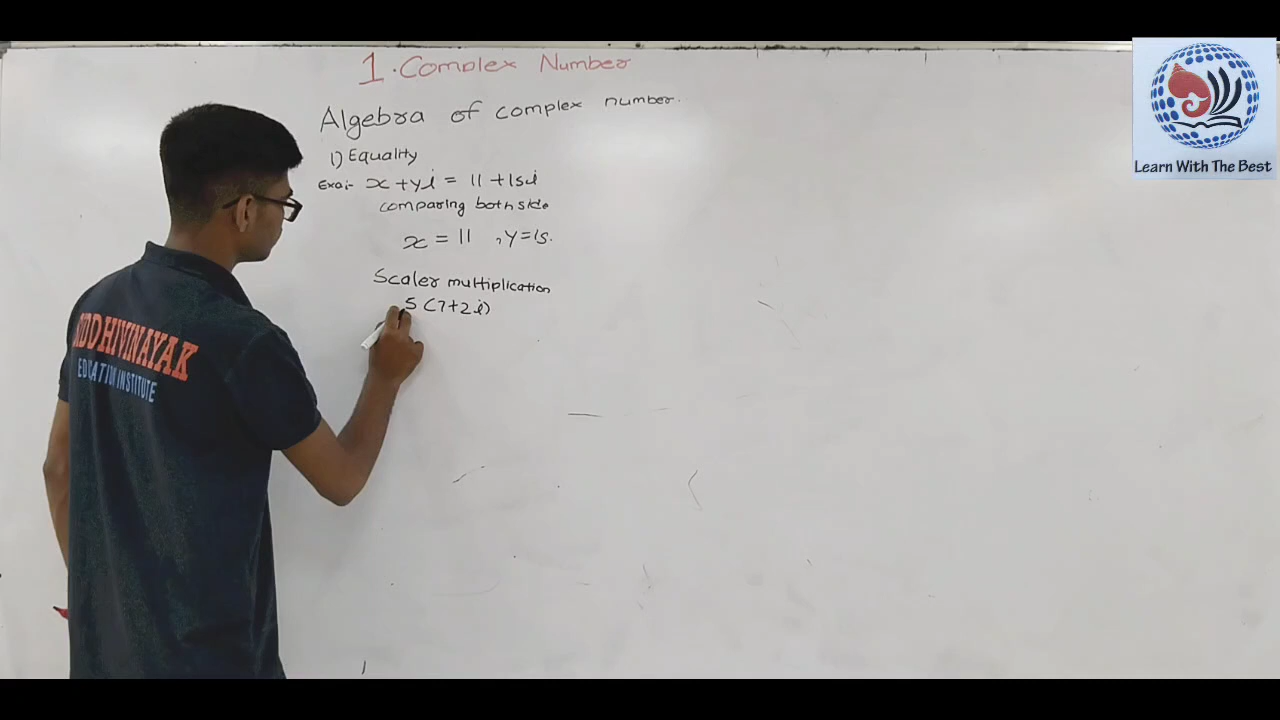 1. Complex Number
Algebra of complex number.
1) Equality
Exa:- x+yi = 11 +15i
comparing both side
x = 11 , y=15.
Scaler multiplication
5 (7+2i)
IDDHIVINAYAK
EDUCATION INSTITUTE
Learn With The Best